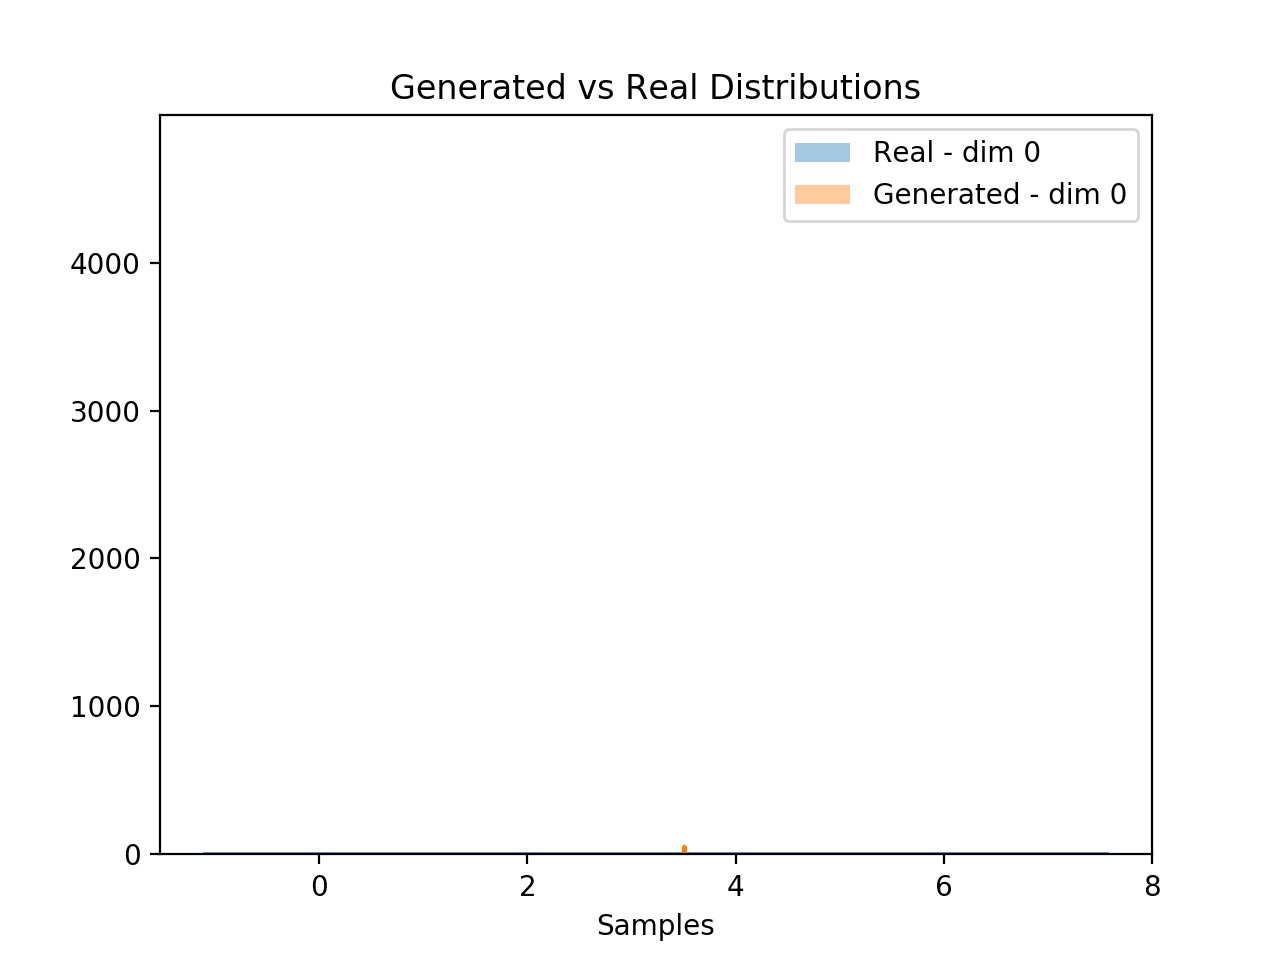 Generated vs Real Distributions
Real - dim 0
Generated - dim 0
4000
3000
2000
1000
0
0 2 4 6 8
Samples